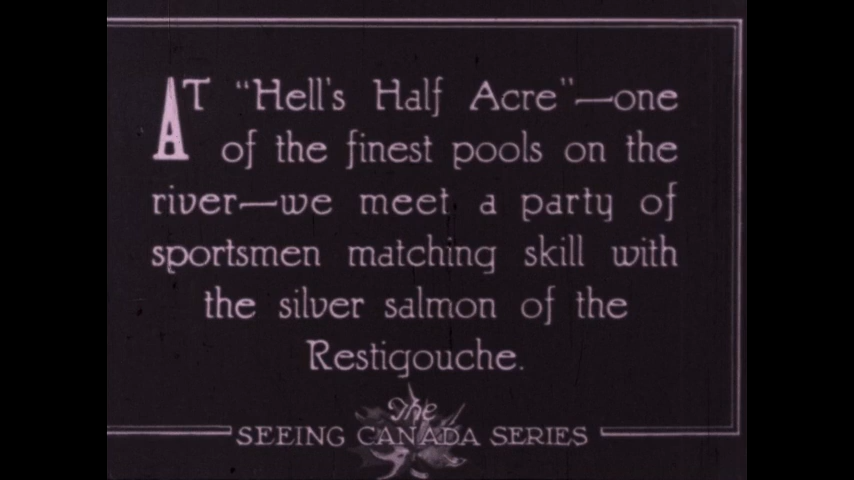 AT "Hell's Half Acre"—one
of the finest pools on the
river—we meet a party of
sportsmen matching skill with
the silver salmon of the
Restigouche.
The
SEEING CANADA SERIES